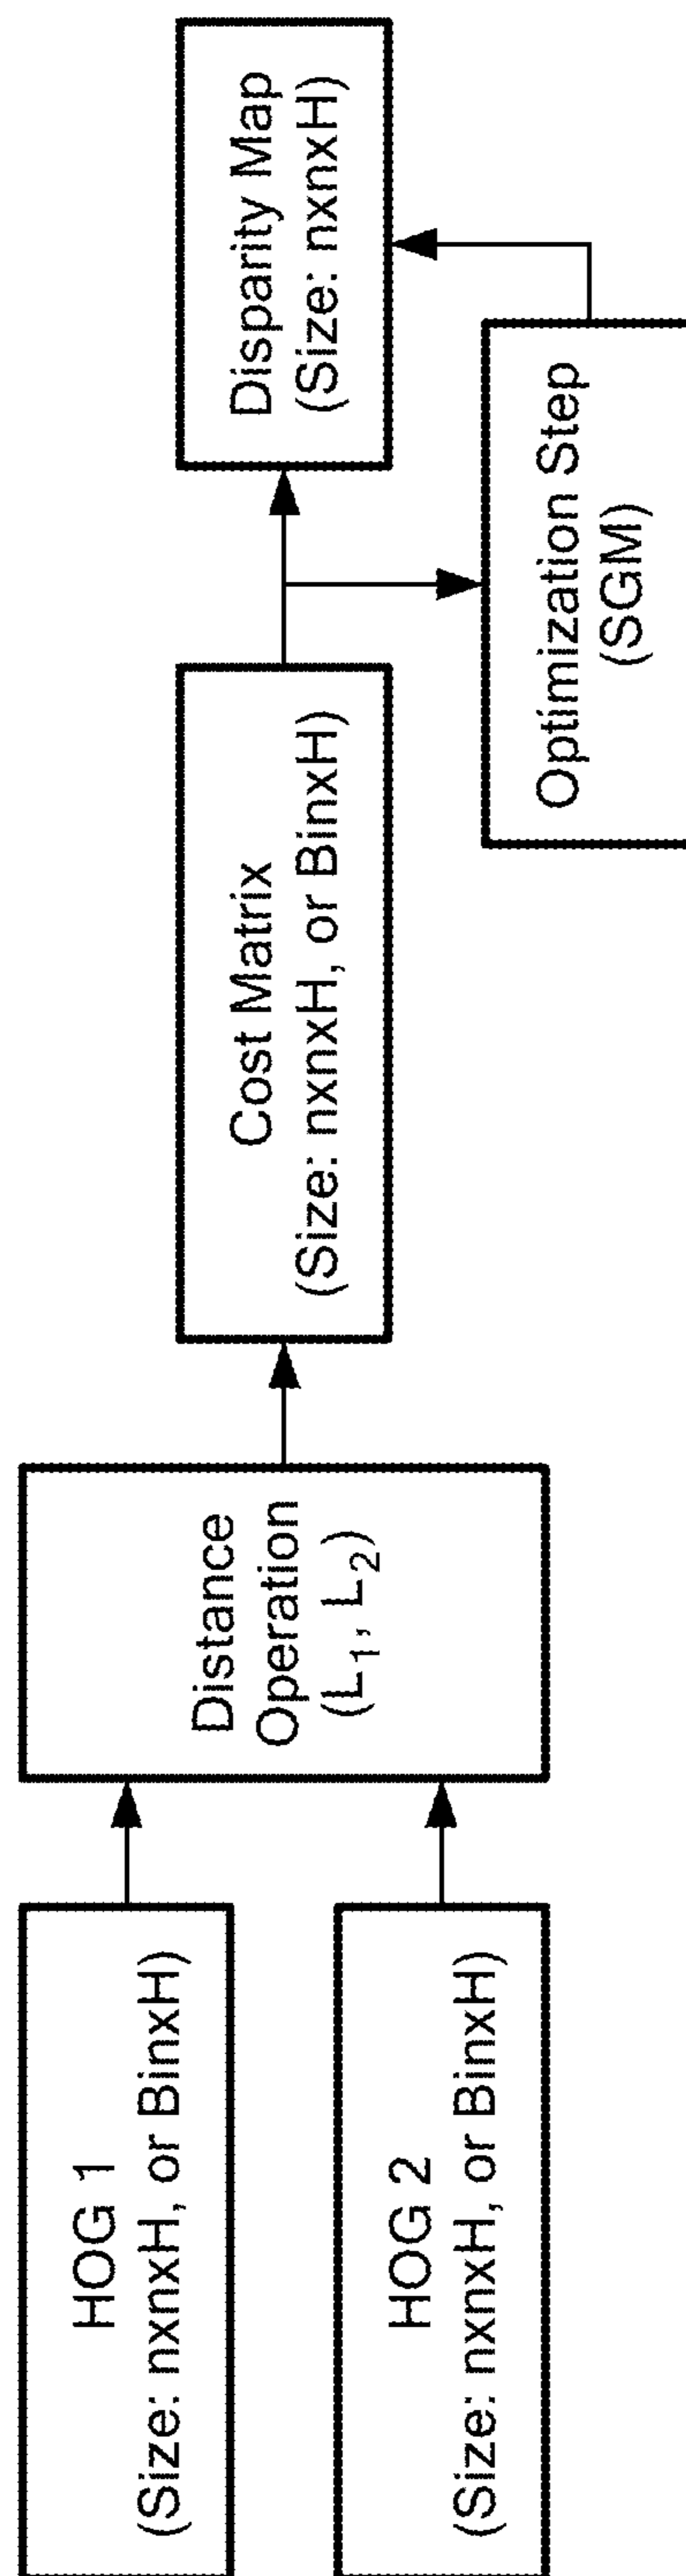 HOG 1
(Size: nxnxH, or BinxH)
HOG 2
(Size: nxnxH, or BinxH)
Distance
Operation
(L₁, L₂)
Cost Matrix
(Size: nxnxH, or BinxH)
Disparity Map
(Size: nxnxH)
Optimization Step
(SGM)